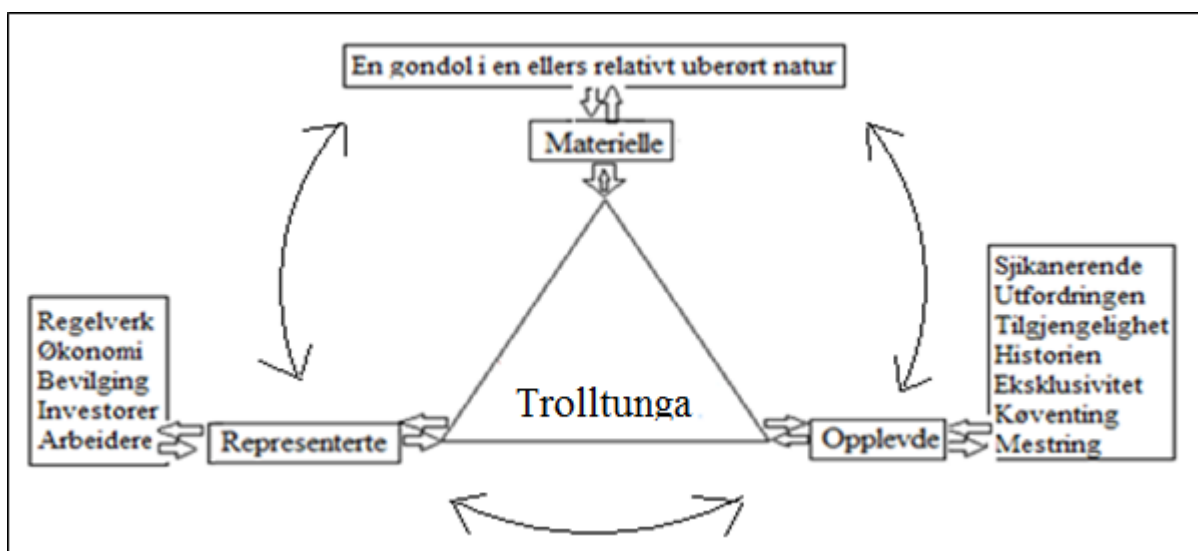 En gondol i en ellers relativt uberørt natur
Materielle
Trolltunga
Regelverk
Økonomi
Bevilging
Investorer
Arbeidere
Representerte
Opplevde
Sjikanerende
Utfordringen
Tilgjengelighet
Historien
Eksklusivitet
Køventing
Mestring